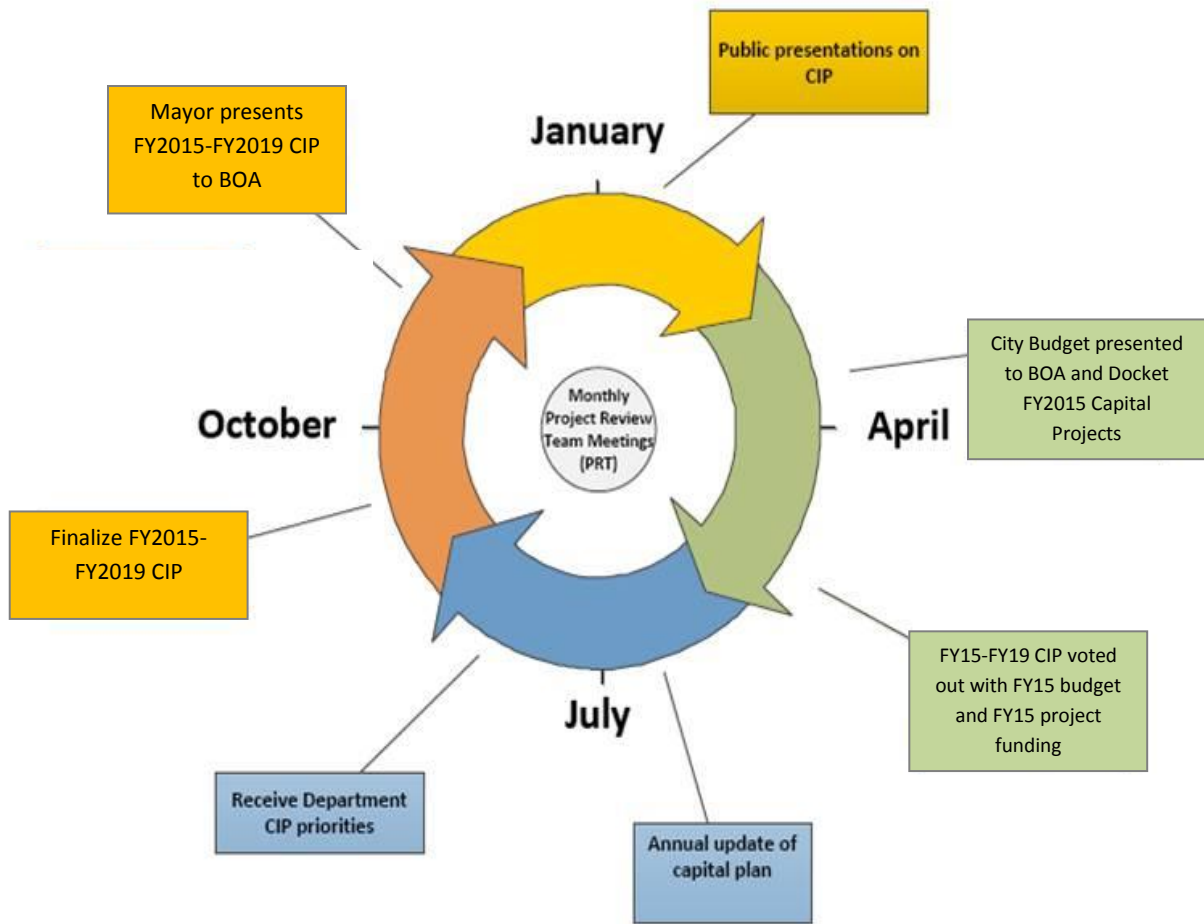 Public presentations on
CIP
Mayor presents
FY2015-FY2019 CIP
to BOA
January
City Budget presented
to BOA and Docket
FY2015 Capital
Projects
Monthly
Project Review
Team Meetings
(PRT)
October
April
Finalize FY2015-
FY2019 CIP
FY15-FY19 CIP voted
out with FY15 budget
and FY15 project
funding
July
Receive Department
CIP priorities
Annual update of
capital plan